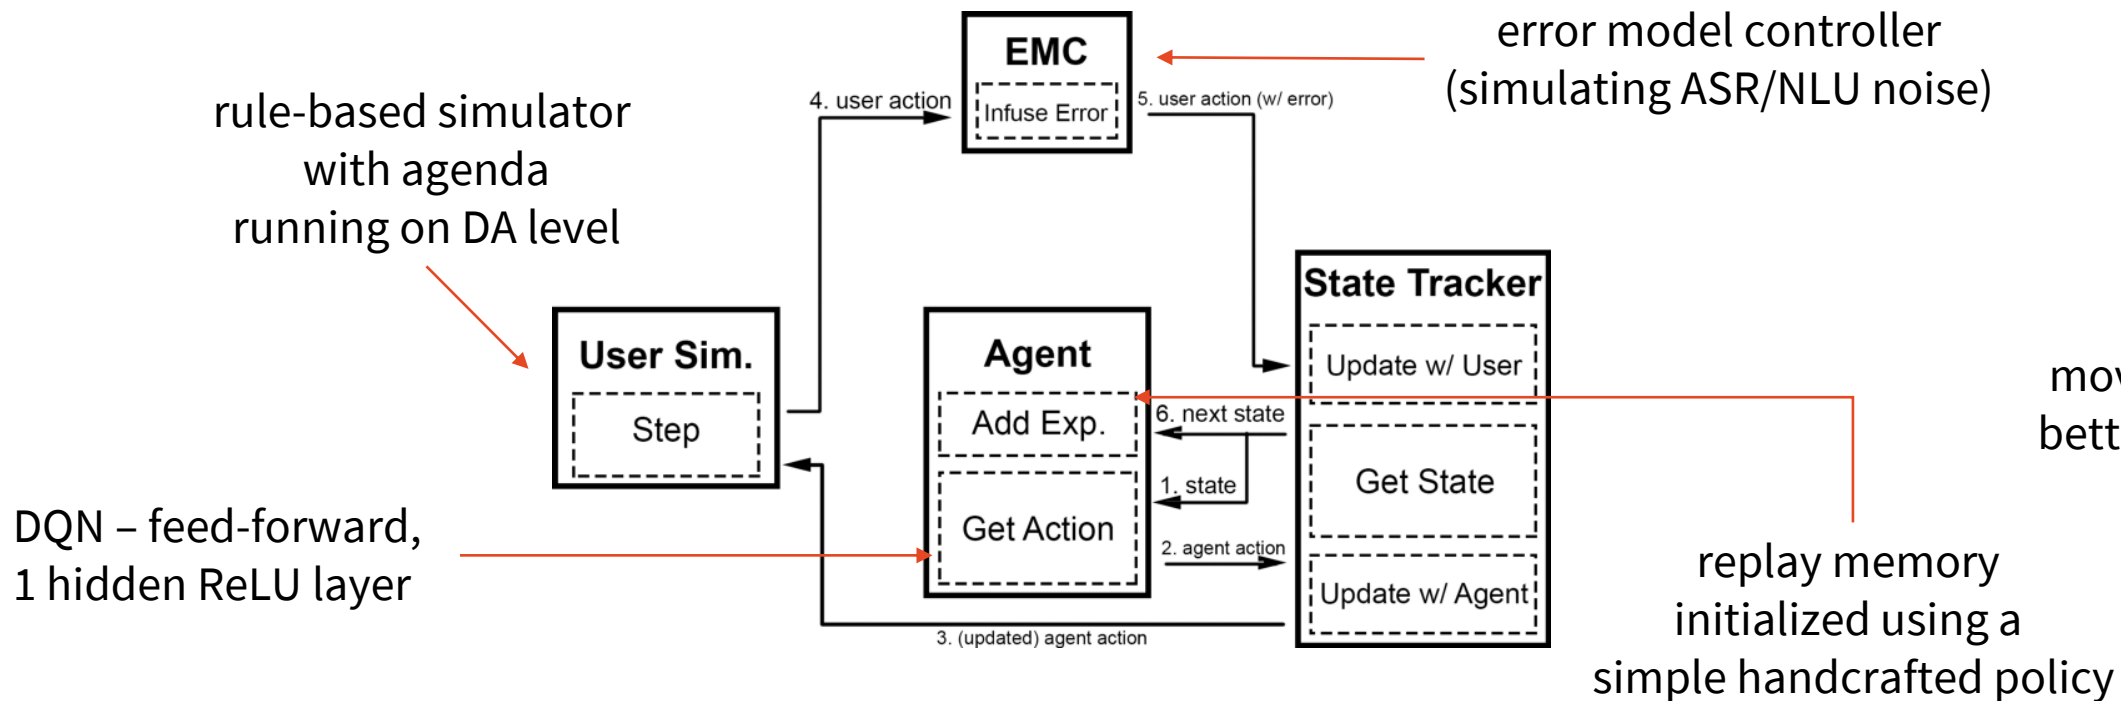 EMC
Infuse Error
error model controller
(simulating ASR/NLU noise)
4. user action
5. user action (w/ error)
rule-based simulator
with agenda
running on DA level
State Tracker
Update w/ User
Get State
Update w/ Agent
User Sim.
Step
Agent
Add Exp.
Get Action
6. next state
1. state
2. agent action
3. (updated) agent action
DQN – feed-forward,
1 hidden ReLU layer
replay memory
initialized using a
simple handcrafted policy